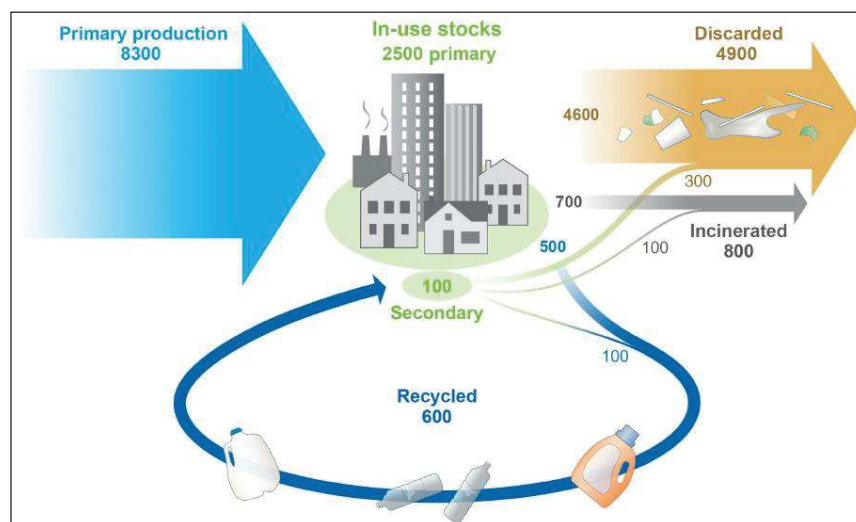 Primary production
8300
In-use stocks
2500 primary
Discarded
4900
4600
300
700
Incinerated
800
500
100
100
Secondary
100
Recycled
600